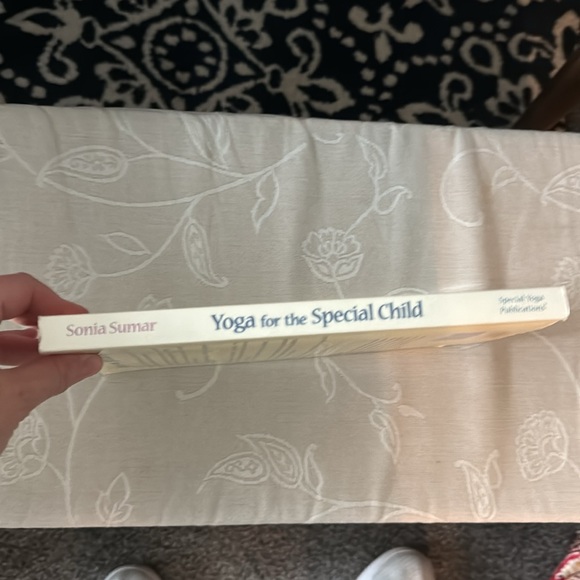 Sonia Sumar
Yoga for the Special Child
Special Yoga
Publications